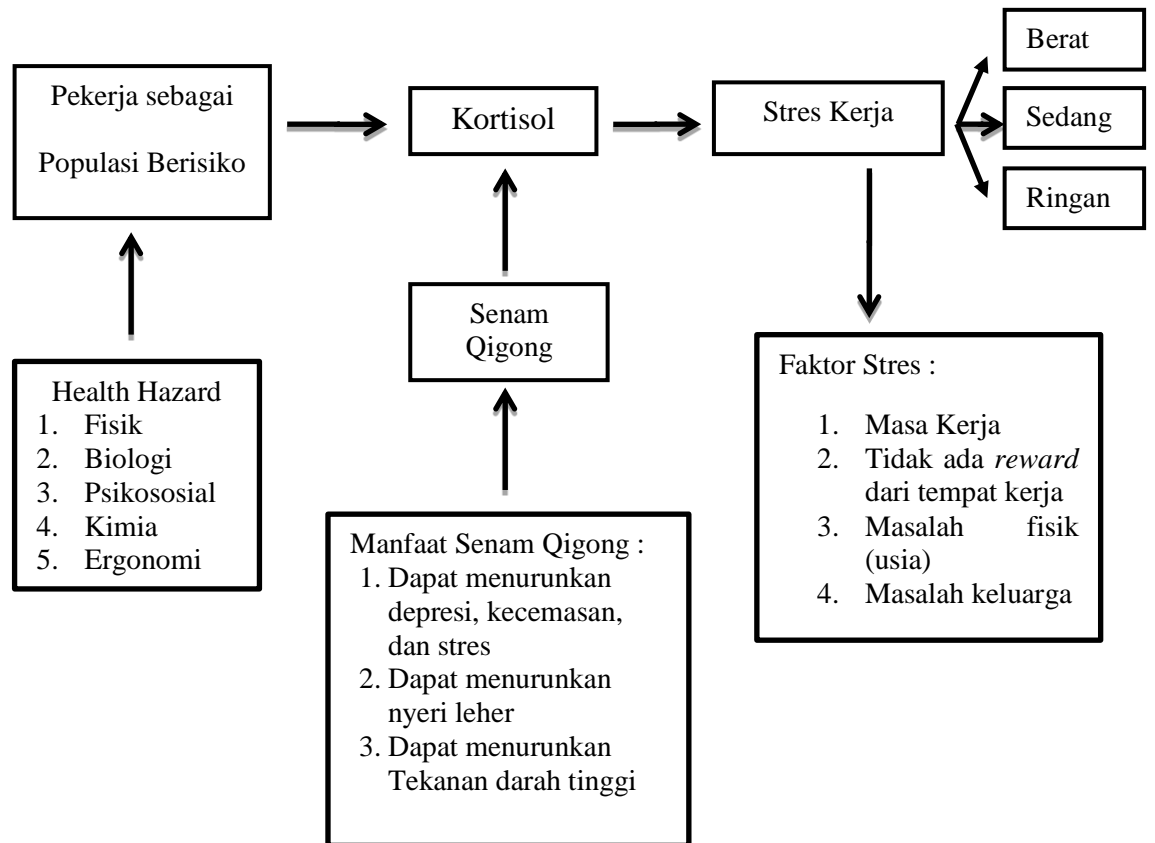 Pekerja sebagai
Populasi Berisiko
Kortisol
Stres Kerja
Berat
Sedang
Ringan
Senam
Qigong
Health Hazard
1. Fisik
2. Biologi
3. Psikososial
4. Kimia
5. Ergonomi
Manfaat Senam Qigong :
1. Dapat menurunkan
depresi, kecemasan,
dan stres
2. Dapat menurunkan
nyeri leher
3. Dapat menurunkan
Tekanan darah tinggi
Faktor Stres :
1. Masa Kerja
2. Tidak ada reward
dari tempat kerja
3. Masalah fisik
(usia)
4. Masalah keluarga